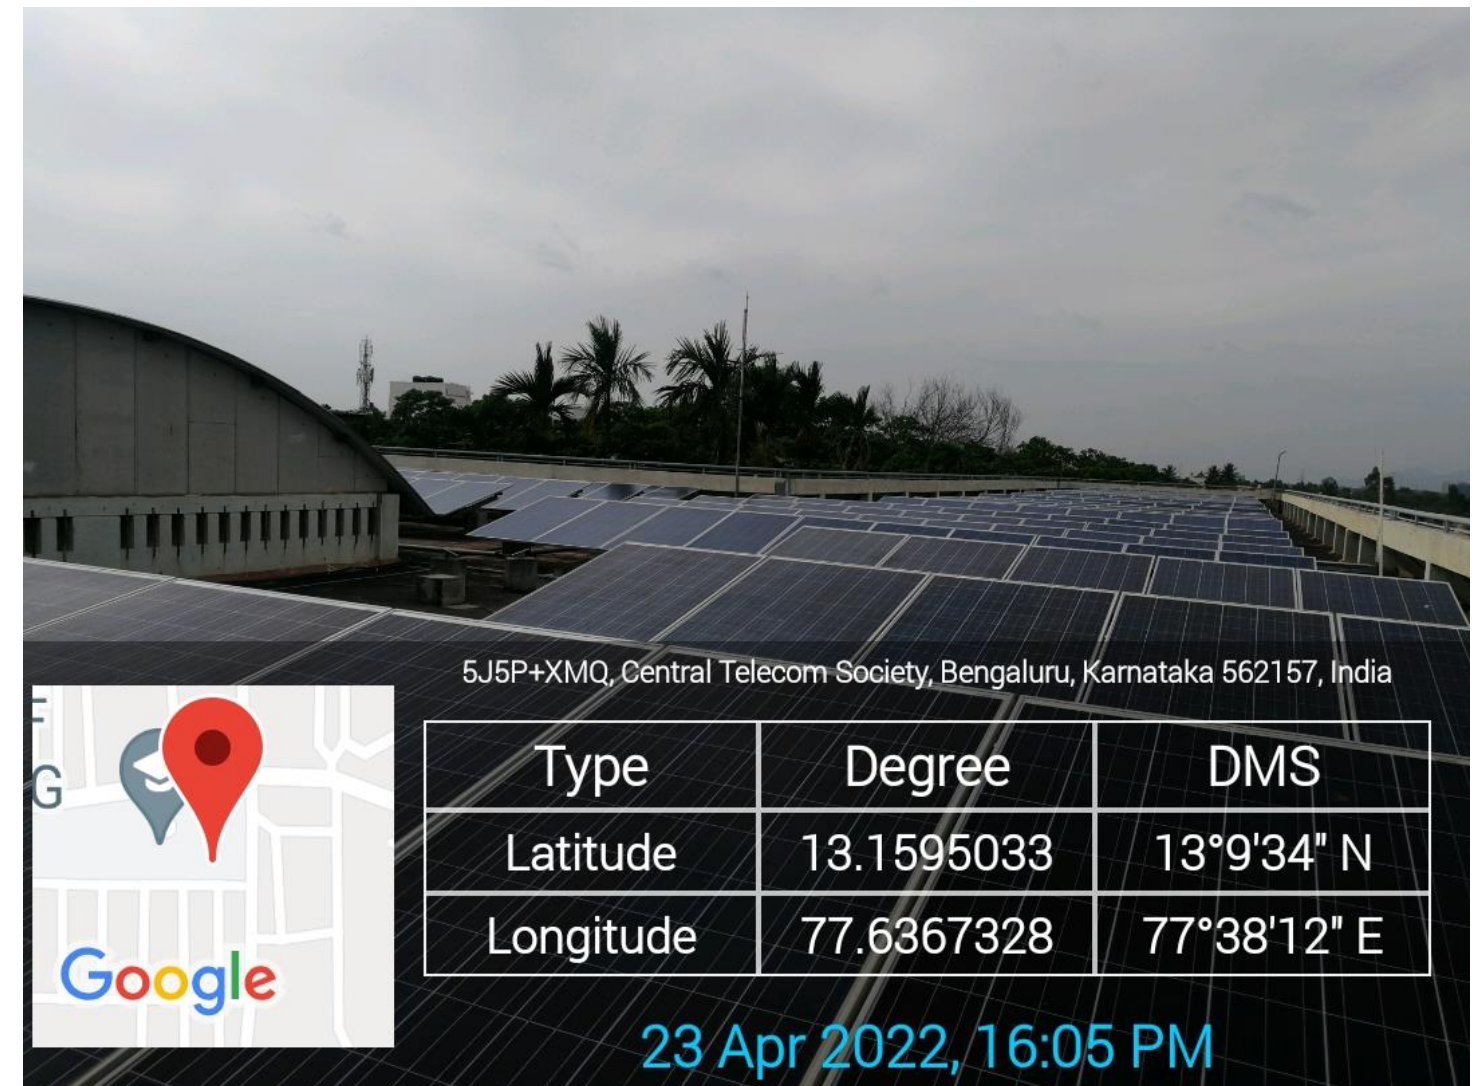 5J5P+XMQ, Central Telecom Society, Bengaluru, Karnataka 562157, India
Type Degree DMS
Latitude 13.1595033 13°9'34" N
Longitude 77.6367328 77°38'12" E
G
Google
23 Apr 2022, 16:05 PM